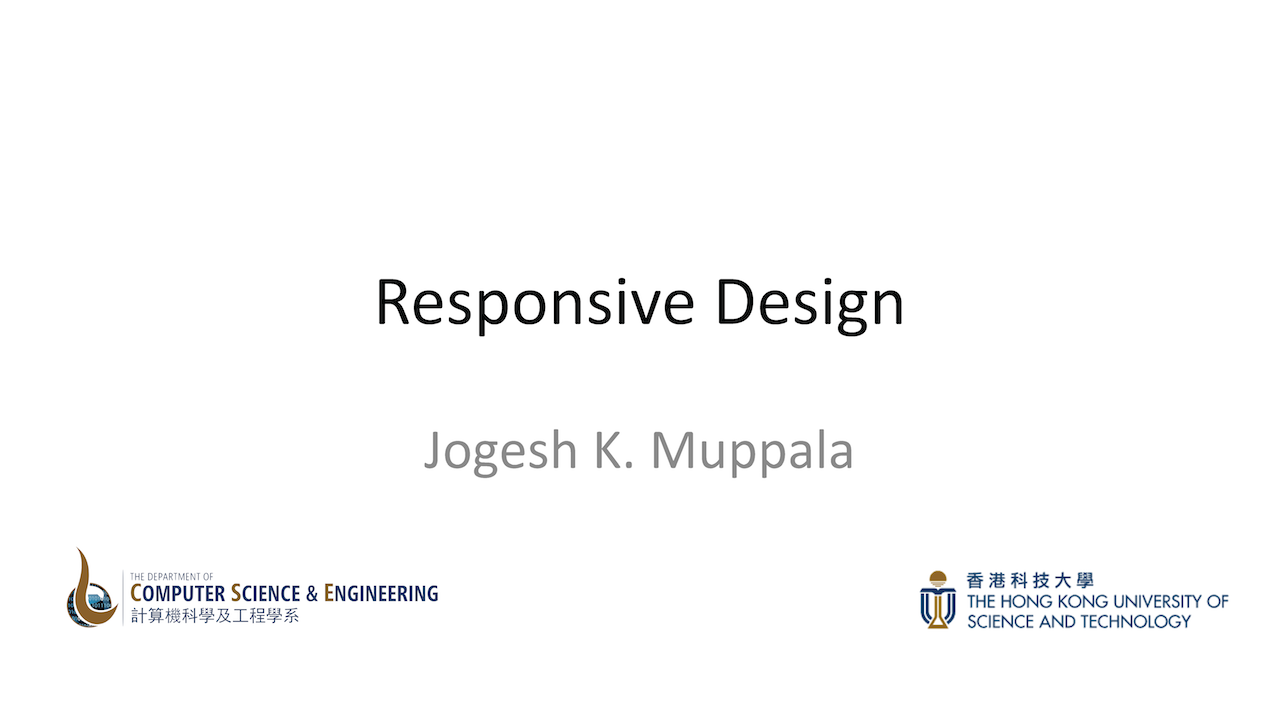 Responsive Design
Jogesh K. Muppala
THE DEPARTMENT OF
COMPUTER SCIENCE & ENGINEERING
計算機科學及工程學系
香港科技大學
THE HONG KONG UNIVERSITY OF
SCIENCE AND TECHNOLOGY